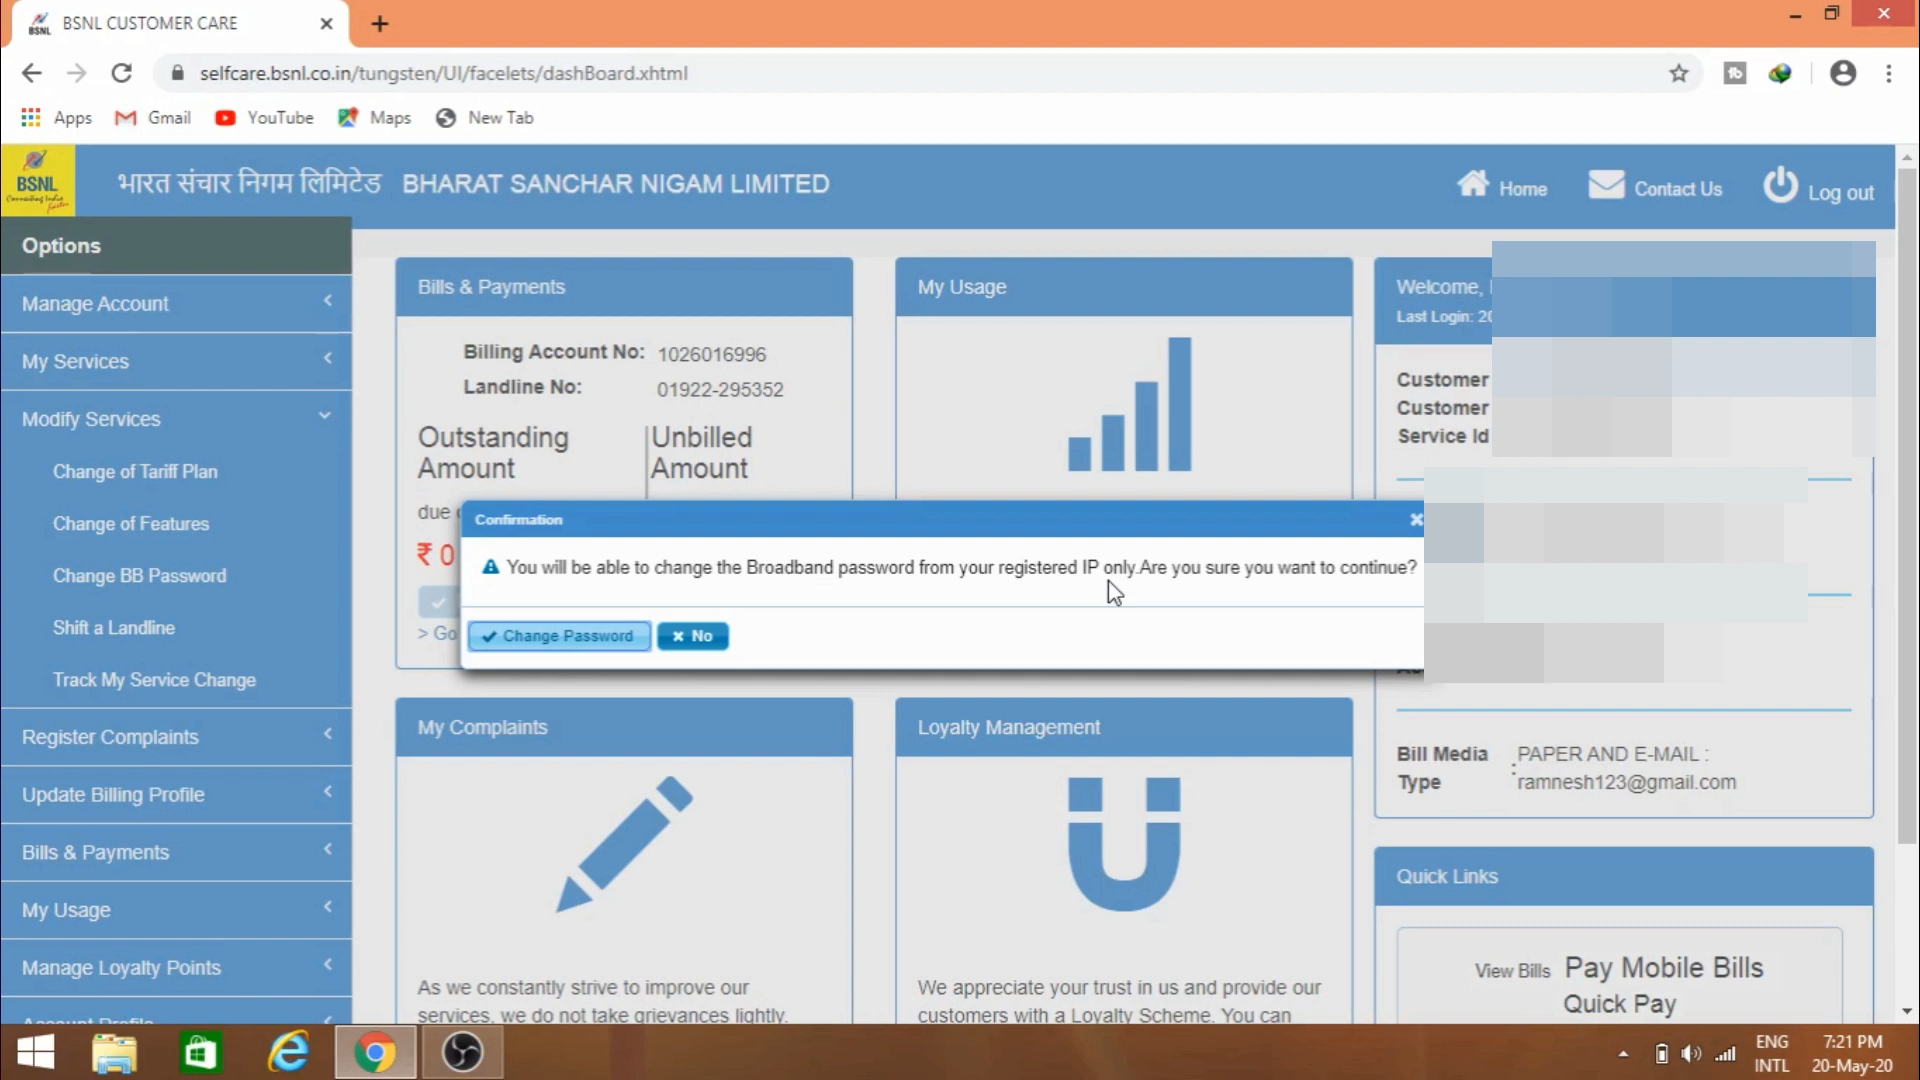 BSNL CUSTOMER CARE
selfcare.bsnl.co.in/tungsten/UI/facelets/dashBoard.xhtml
Apps Gmail YouTube Maps New Tab
BSNL
भारत संचार निगम लिमिटेड BHARAT SANCHAR NIGAM LIMITED
Home Contact Us Log out
Options
Manage Account
My Services
Modify Services
Change of Tariff Plan
Change of Features
Change BB Password
Shift a Landline
Track My Service Change
Register Complaints
Update Billing Profile
Bills & Payments
My Usage
Manage Loyalty Points
Account Profile
Bills & Payments
Billing Account No: 1026016996
Landline No: 01922-295352
Outstanding Amount
Unbilled Amount
due
₹ 0
> Go
My Usage
Welcome,
Last Login: 20
Customer
Customer
Service Id
Confirmation
You will be able to change the Broadband password from your registered IP only.Are you sure you want to continue?
Change Password No
My Complaints
As we constantly strive to improve our
services, we do not take grievances lightly.
Loyalty Management
We appreciate your trust in us and provide our
customers with a Loyalty Scheme. You can
Bill Media Type : PAPER AND E-MAIL :
ramnesh123@gmail.com
Quick Links
View Bills Pay Mobile Bills
Quick Pay
ENG
INTL
7:21 PM
20-May-20